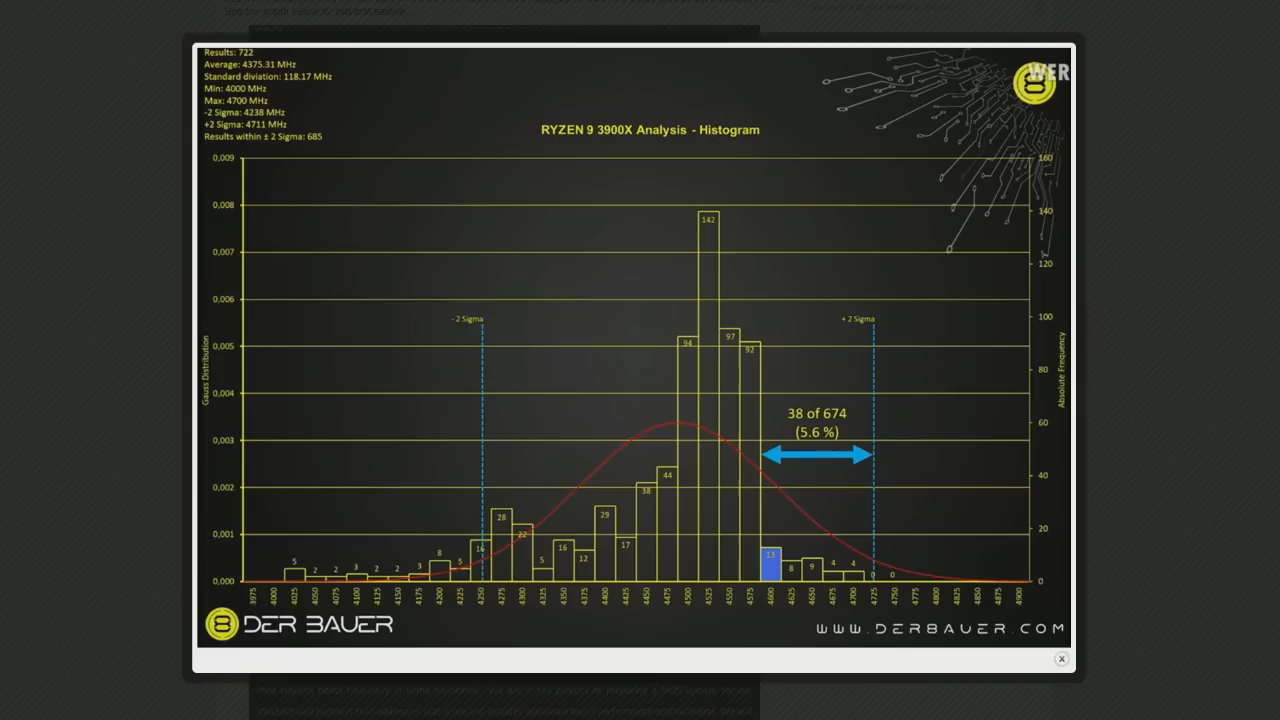 Results: 722
Average: 4375.31 MHz
Standard diviation: 118.17 MHz
Min: 4000 MHz
Max: 4700 MHz
-2 Sigma: 4238 MHz
+2 Sigma: 4711 MHz
Results within ± 2 Sigma: 685
WER
8
RYZEN 9 3900X Analysis - Histogram
0,009
0,008
0,007
0,006
0,005
0,004
0,003
0,002
0,001
0,000
Gauss Distribution
160
140
120
100
80
60
40
20
0
Absolute Frequency
- 2 Sigma
+ 2 Sigma
38 of 674
(5.6 %)
5 2 2 3 2 2 3 8 5 16 28 22 5 16 12 29 17 38 44 94 142 97 92 13 8 9 4 4 0 0
3975 4000 4025 4050 4075 4100 4125 4150 4175 4200 4225 4250 4275 4300 4325 4350 4375 4400 4425 4450 4475 4500 4525 4550 4575 4600 4625 4650 4675 4700 4725 4750 4775 4800 4825 4850 4875 4900
8 DER BAUER
WWW.DER8AUER.COM
x